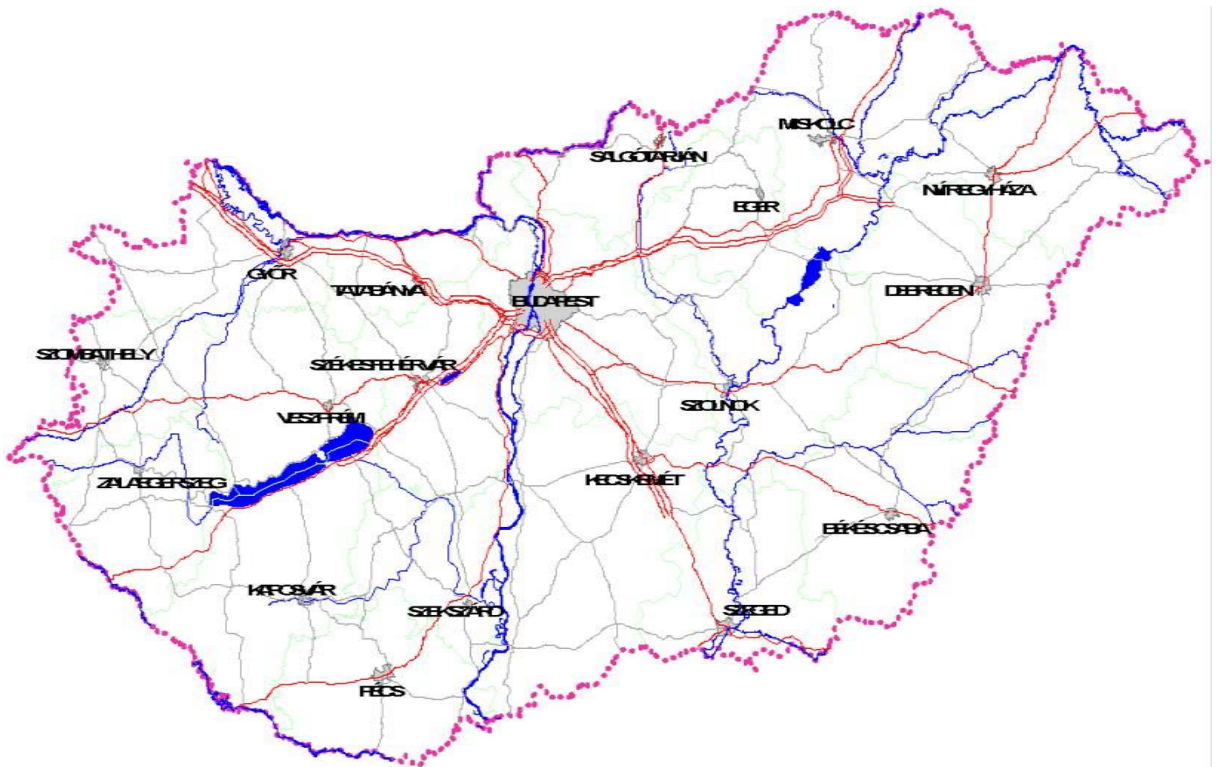 MISKOLC
SALGÓTARJÁN
NYÍREGYHÁZA
EGER
GYŐR
TATABÁNYA
BUDAPEST
DEBRECEN
SZOMBATHELY
SZÉKESFEHÉRVÁR
VESZPRÉM
SZOLNOK
ZALAEGERSZEG
KECSKEMÉT
BÉKÉSCSABA
KAPOSVÁR
SZEKSZÁRD
SZEGED
PÉCS